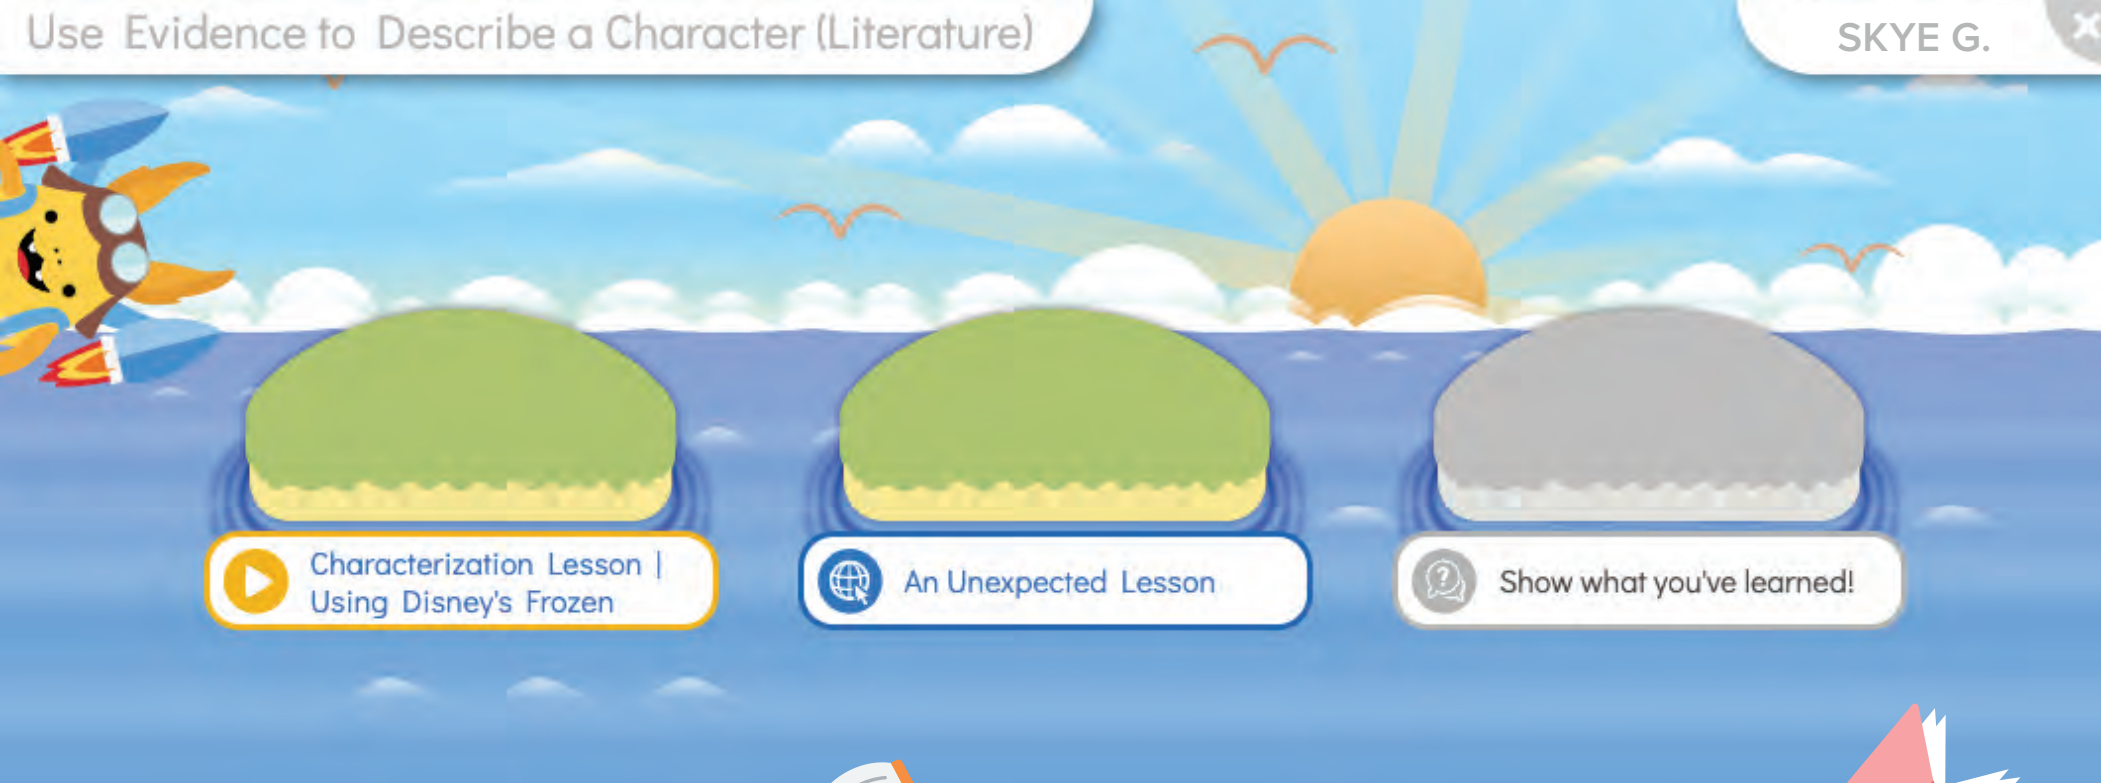 Use Evidence to Describe a Character (Literature)
SKYE G.
Characterization Lesson |
Using Disney's Frozen
An Unexpected Lesson
Show what you've learned!